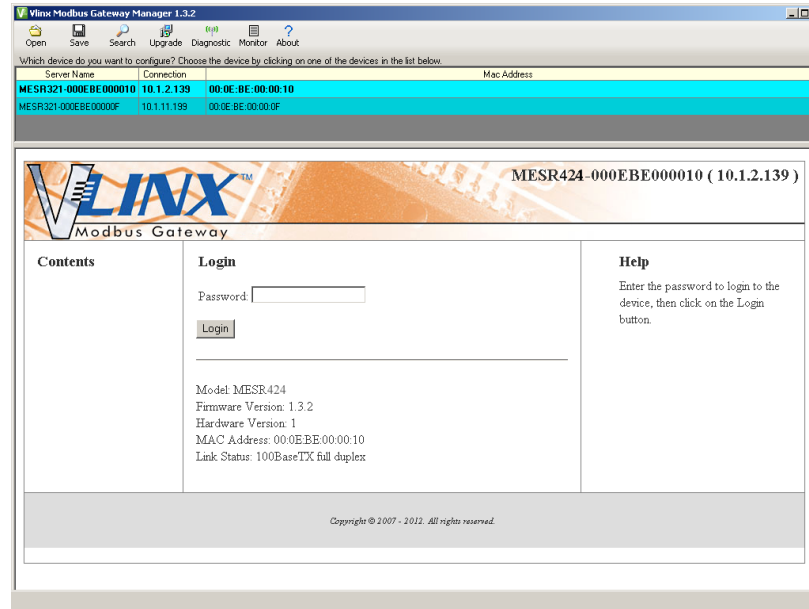 Vlinx Modbus Gateway Manager 1.3.2
Open Save Search Upgrade Diagnostic Monitor About
Which device do you want to configure? Choose the device by clicking on one of the devices in the list below.
Server Name Connection Mac Address
MESR321-000EBE000010 10.1.2.139 00:0E:BE:00:00:10
MESR321-000EBE00000F 10.1.11.199 00:0E:BE:00:00:0F
VLINX™
Modbus Gateway
MESR424-000EBE000010 ( 10.1.2.139 )
Contents
Login
Password:
Login
Model: MESR424
Firmware Version: 1.3.2
Hardware Version: 1
MAC Address: 00:0E:BE:00:00:10
Link Status: 100BaseTX full duplex
Help
Enter the password to login to the
device, then click on the Login
button.
Copyright © 2007 - 2012. All rights reserved.